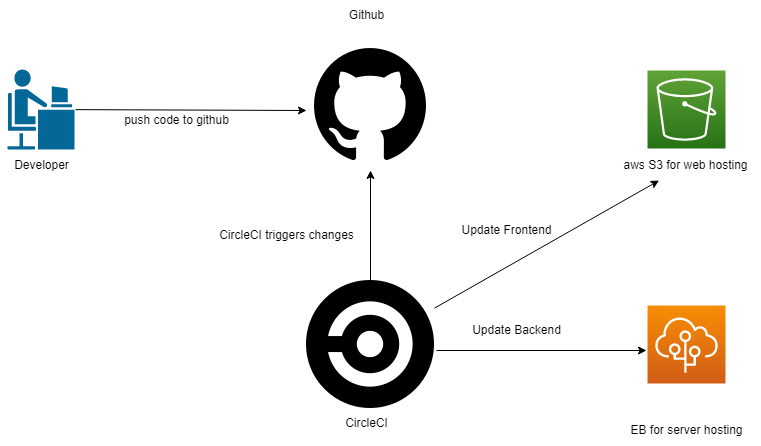 Github
push code to github
Developer
aws S3 for web hosting
CircleCI triggers changes
Update Frontend
Update Backend
CircleCI
EB for server hosting